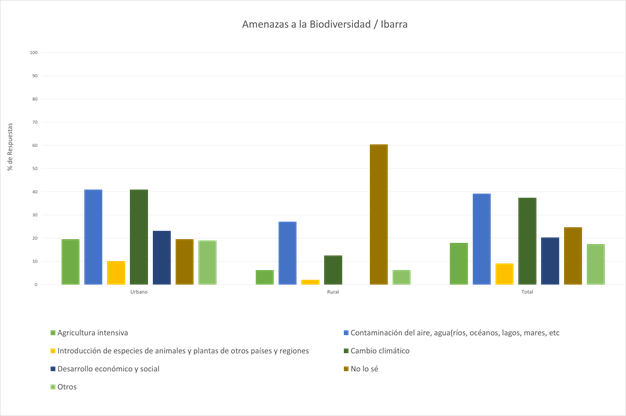 Amenazas a la Biodiversidad / Ibarra
% de Respuestas
100
90
80
70
60
50
40
30
20
10
0
Urbano Rural Total
Agricultura intensiva Contaminación del aire, agua(ríos, océanos, lagos, mares, etc
Introducción de especies de animales y plantas de otros países y regiones Cambio climático
Desarrollo económico y social No lo sé
Otros